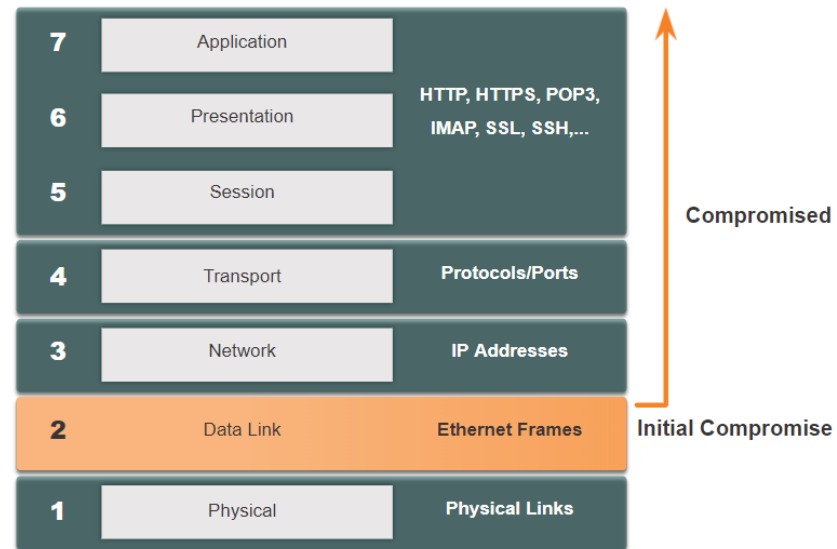 7 Application
HTTP, HTTPS, POP3,
6 Presentation
IMAP, SSL, SSH,...
5 Session
Compromised
4 Transport Protocols/Ports
3 Network IP Addresses
2 Data Link Ethernet Frames Initial Compromise
1 Physical Physical Links